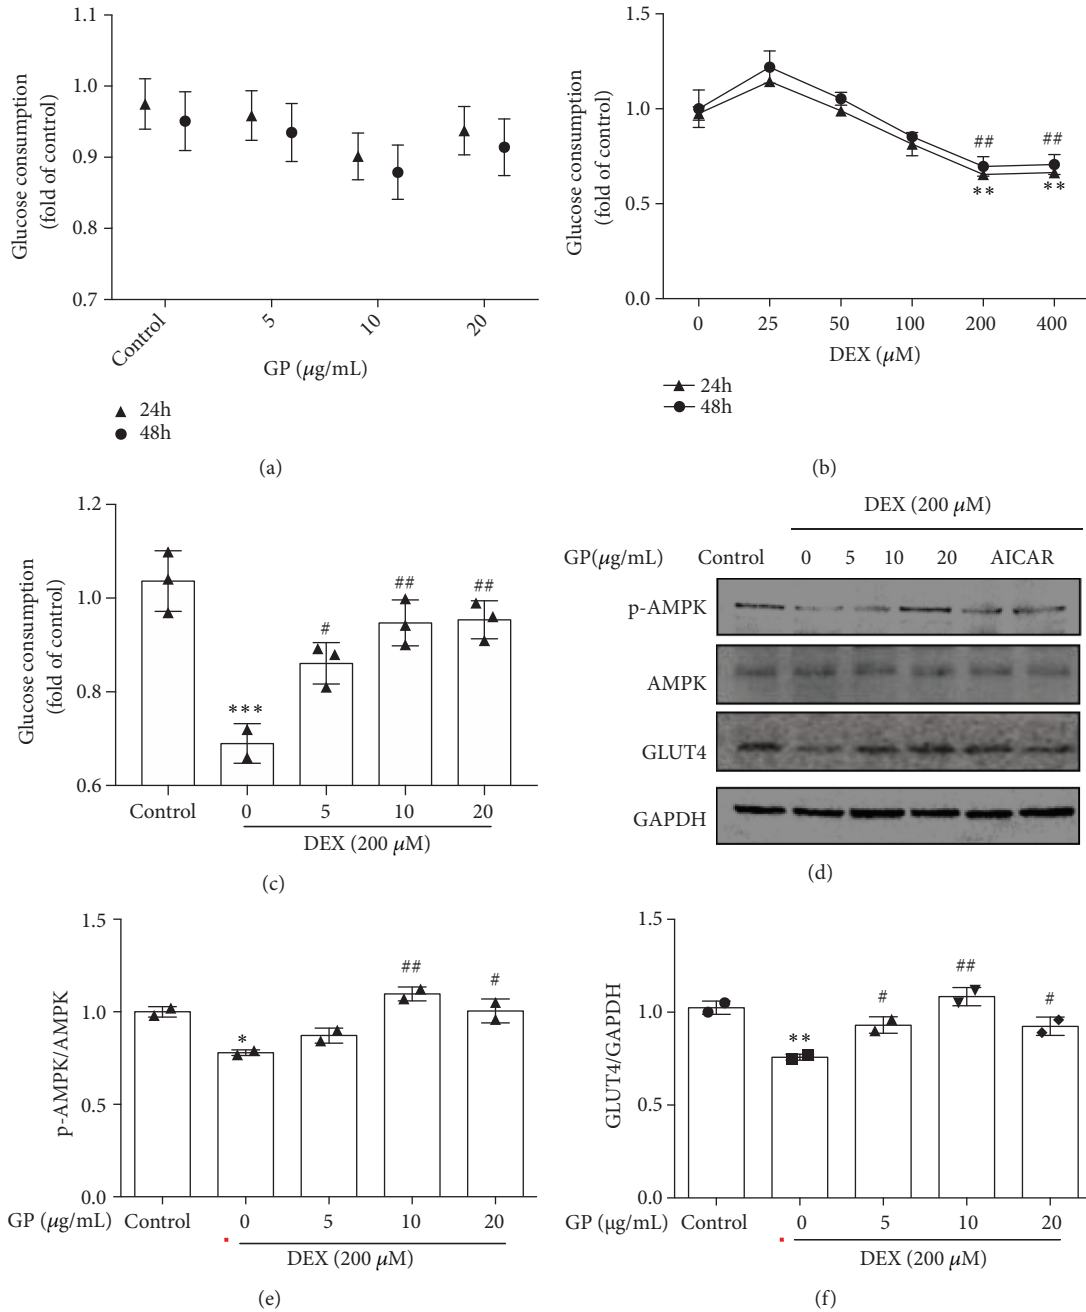 1.1
1.0
0.9
0.8
0.7
Glucose consumption
(fold of control)
Control
5
10
20
GP (μg/mL)
24h
48h
(a)
1.5
1.0
0.5
0.0
Glucose consumption
(fold of control)
## ##
** **
0 25 50 100 200 400
DEX (μM)
24h
48h
(b)
1.2
1.0
0.8
0.6
Glucose consumption
(fold of control)
***
#
##
##
Control 0 5 10 20
DEX (200 μM)
(c)
DEX (200 μM)
GP(μg/mL) Control 0 5 10 20 AICAR
p-AMPK
AMPK
GLUT4
GAPDH
(d)
1.5
1.0
0.5
0.0
p-AMPK/AMPK
*
##
#
GP (μg/mL) Control 0 5 10 20
DEX (200 μM)
(e)
1.5
1.0
0.5
0.0
GLUT4/GAPDH
**
#
##
#
GP (μg/mL) Control 0 5 10 20
DEX (200 μM)
(f)